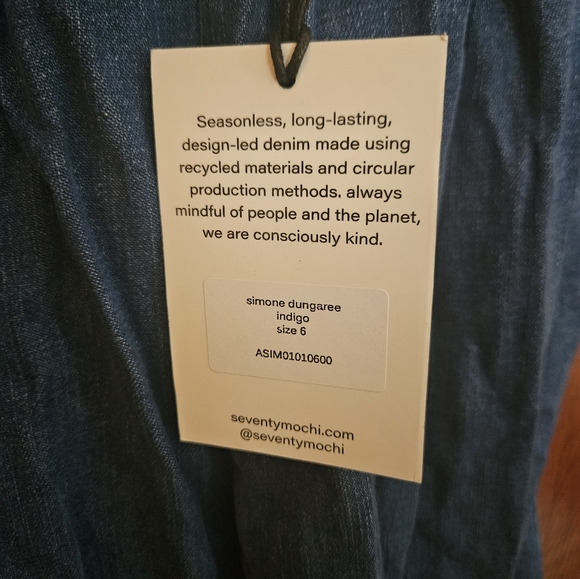 Seasonless, long-lasting,
design-led denim made using
recycled materials and circular
production methods. always
mindful of people and the planet,
we are consciously kind.
simone dungaree
indigo
size 6
ASIM01010600
seventymochi.com
@seventymochi